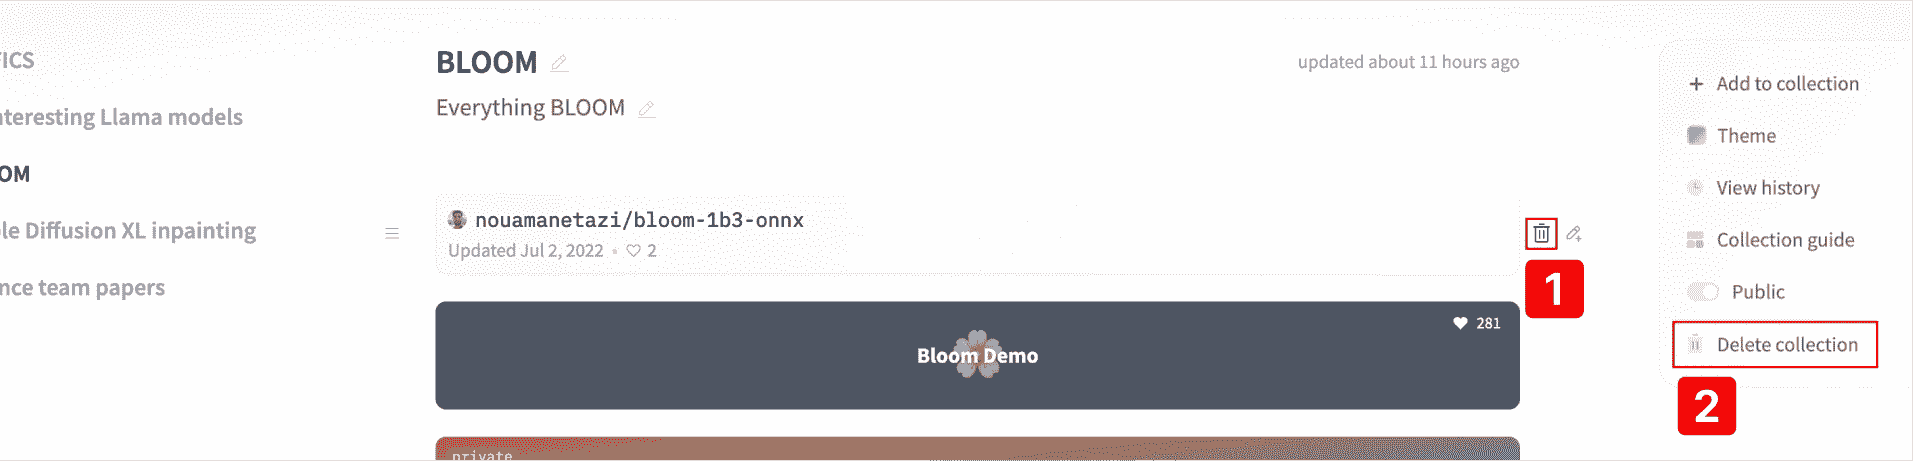 FICS
nteresting Llama models
OM
le Diffusion XL inpainting
nce team papers
BLOOM
updated about 11 hours ago
Everything BLOOM
nouamanetazi/bloom-1b3-onnx
Updated Jul 2, 2022 • 2
1
281
Bloom Demo
private
Add to collection
Theme
View history
Collection guide
Public
Delete collection
2